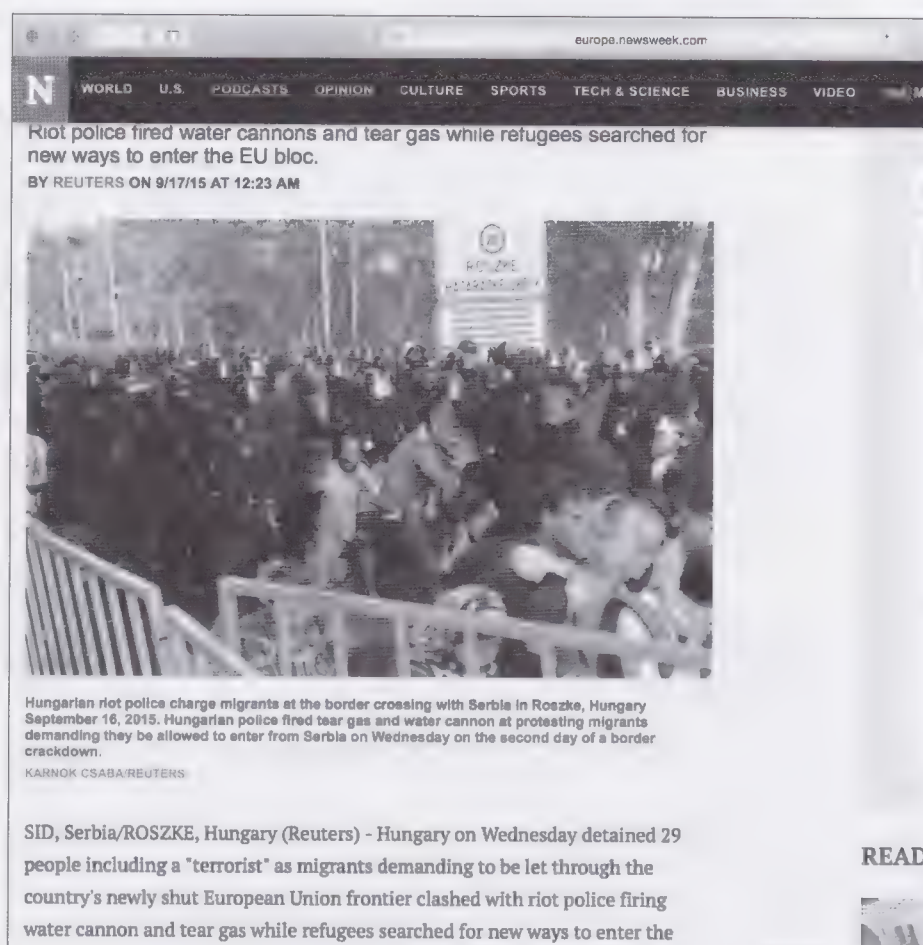 europe.newsweek.com
N WORLD U.S. PODCASTS OPINION CULTURE SPORTS TECH & SCIENCE BUSINESS VIDEO
Riot police fired water cannons and tear gas while refugees searched for
new ways to enter the EU bloc.
BY REUTERS ON 9/17/15 AT 12:23 AM
ROSZKE
Hungarian riot police charge migrants at the border crossing with Serbia in Roszke, Hungary
September 16, 2015. Hungarian police fired tear gas and water cannon at protesting migrants
demanding they be allowed to enter from Serbia on Wednesday on the second day of a border
crackdown.
KARNOK CSABA/REUTERS
SID, Serbia/ROSZKE, Hungary (Reuters) - Hungary on Wednesday detained 29
people including a "terrorist" as migrants demanding to be let through the
country's newly shut European Union frontier clashed with riot police firing
water cannon and tear gas while refugees searched for new ways to enter the
READ